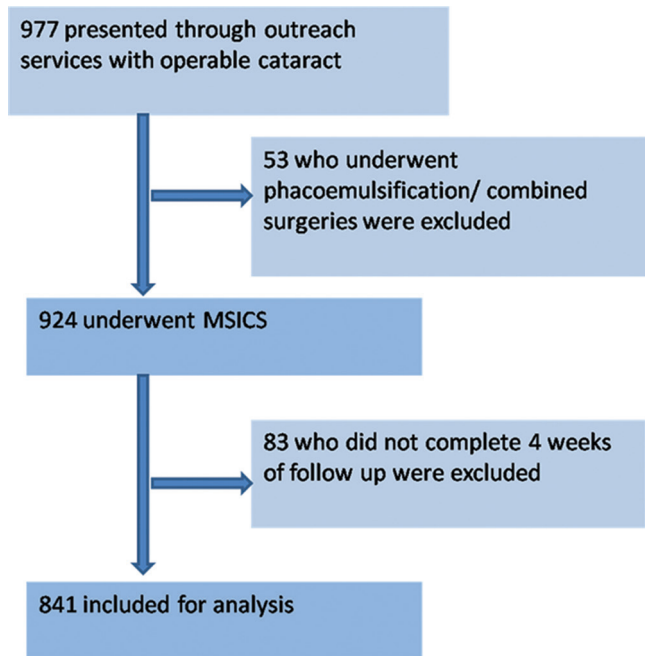 977 presented through outreach
services with operable cataract
53 who underwent
phacoemulsification/ combined
surgeries were excluded
924 underwent MSICS
83 who did not complete 4 weeks
of follow up were excluded
841 included for analysis